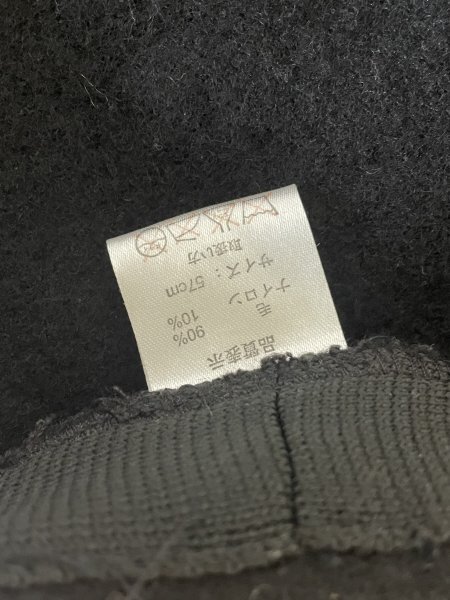 品質表示
毛 90%
ナイロン 10%
サイズ：57cm
取扱い方